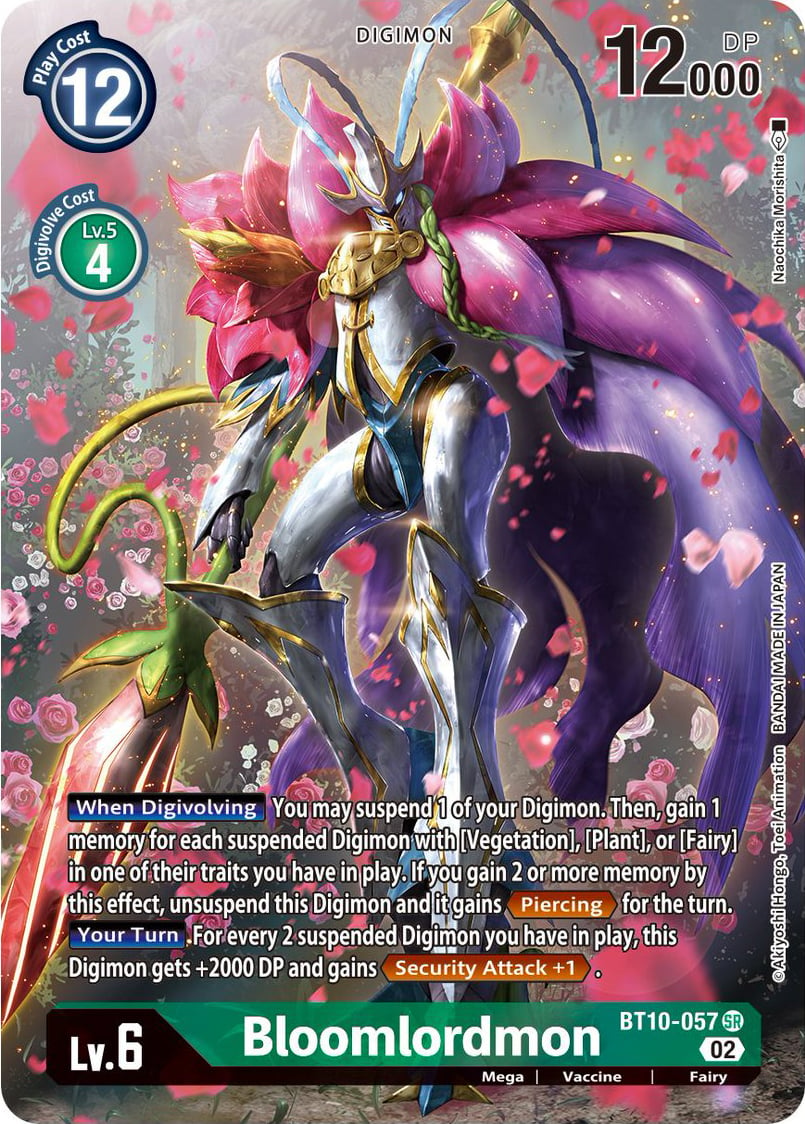 Play Cost
12
DIGIMON
12000
DP
Digivolve Cost
Lv.5
4
Naochika Morishita
©Akiyoshi Hongo, Toei Animation BANDAI MADE IN JAPAN
When Digivolving You may suspend 1 of your Digimon. Then, gain 1
memory for each suspended Digimon with [Vegetation], [Plant], or [Fairy]
in one of their traits you have in play. If you gain 2 or more memory by
this effect, unsuspend this Digimon and it gains Piercing for the turn.
Your Turn For every 2 suspended Digimon you have in play, this
Digimon gets +2000 DP and gains Security Attack +1 .
Lv.6
Bloomlordmon
BT10-057 SR
02
Mega | Vaccine | Fairy